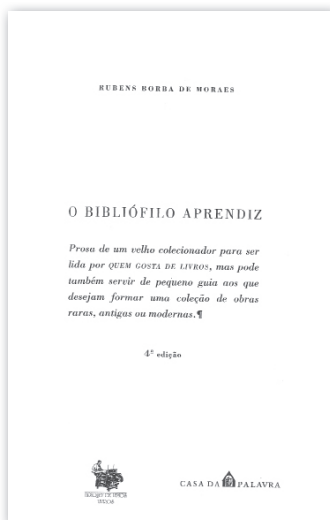 RUBENS BORBA DE MORAES
O BIBLIÓFILO APRENDIZ
Prosa de um velho colecionador para ser
lida por QUEM GOSTA DE LIVROS, mas pode
também servir de pequeno guia aos que
desejam formar uma coleção de obras
raras, antigas ou modernas.¶
4ª edição
CASA DA PALAVRA